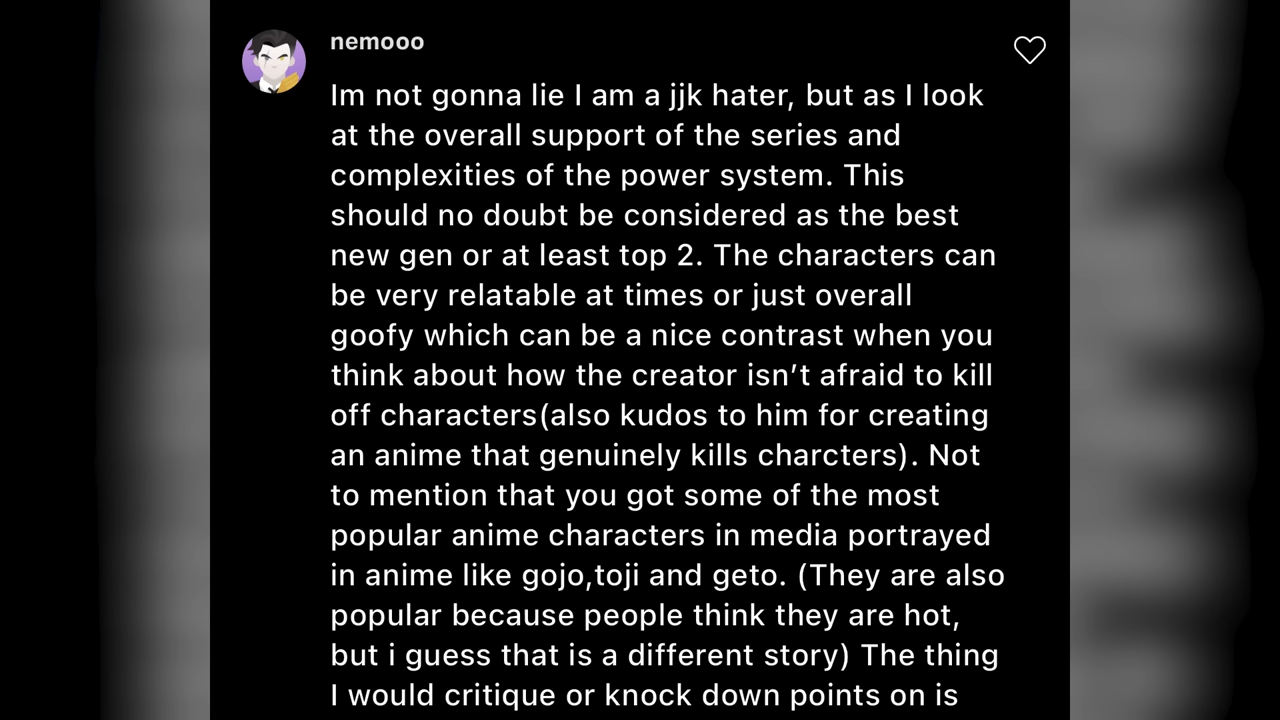 nemooo
Im not gonna lie I am a jjk hater, but as I look
at the overall support of the series and
complexities of the power system. This
should no doubt be considered as the best
new gen or at least top 2. The characters can
be very relatable at times or just overall
goofy which can be a nice contrast when you
think about how the creator isn’t afraid to kill
off characters(also kudos to him for creating
an anime that genuinely kills charcters). Not
to mention that you got some of the most
popular anime characters in media portrayed
in anime like gojo,toji and geto. (They are also
popular because people think they are hot,
but i guess that is a different story) The thing
I would critique or knock down points on is